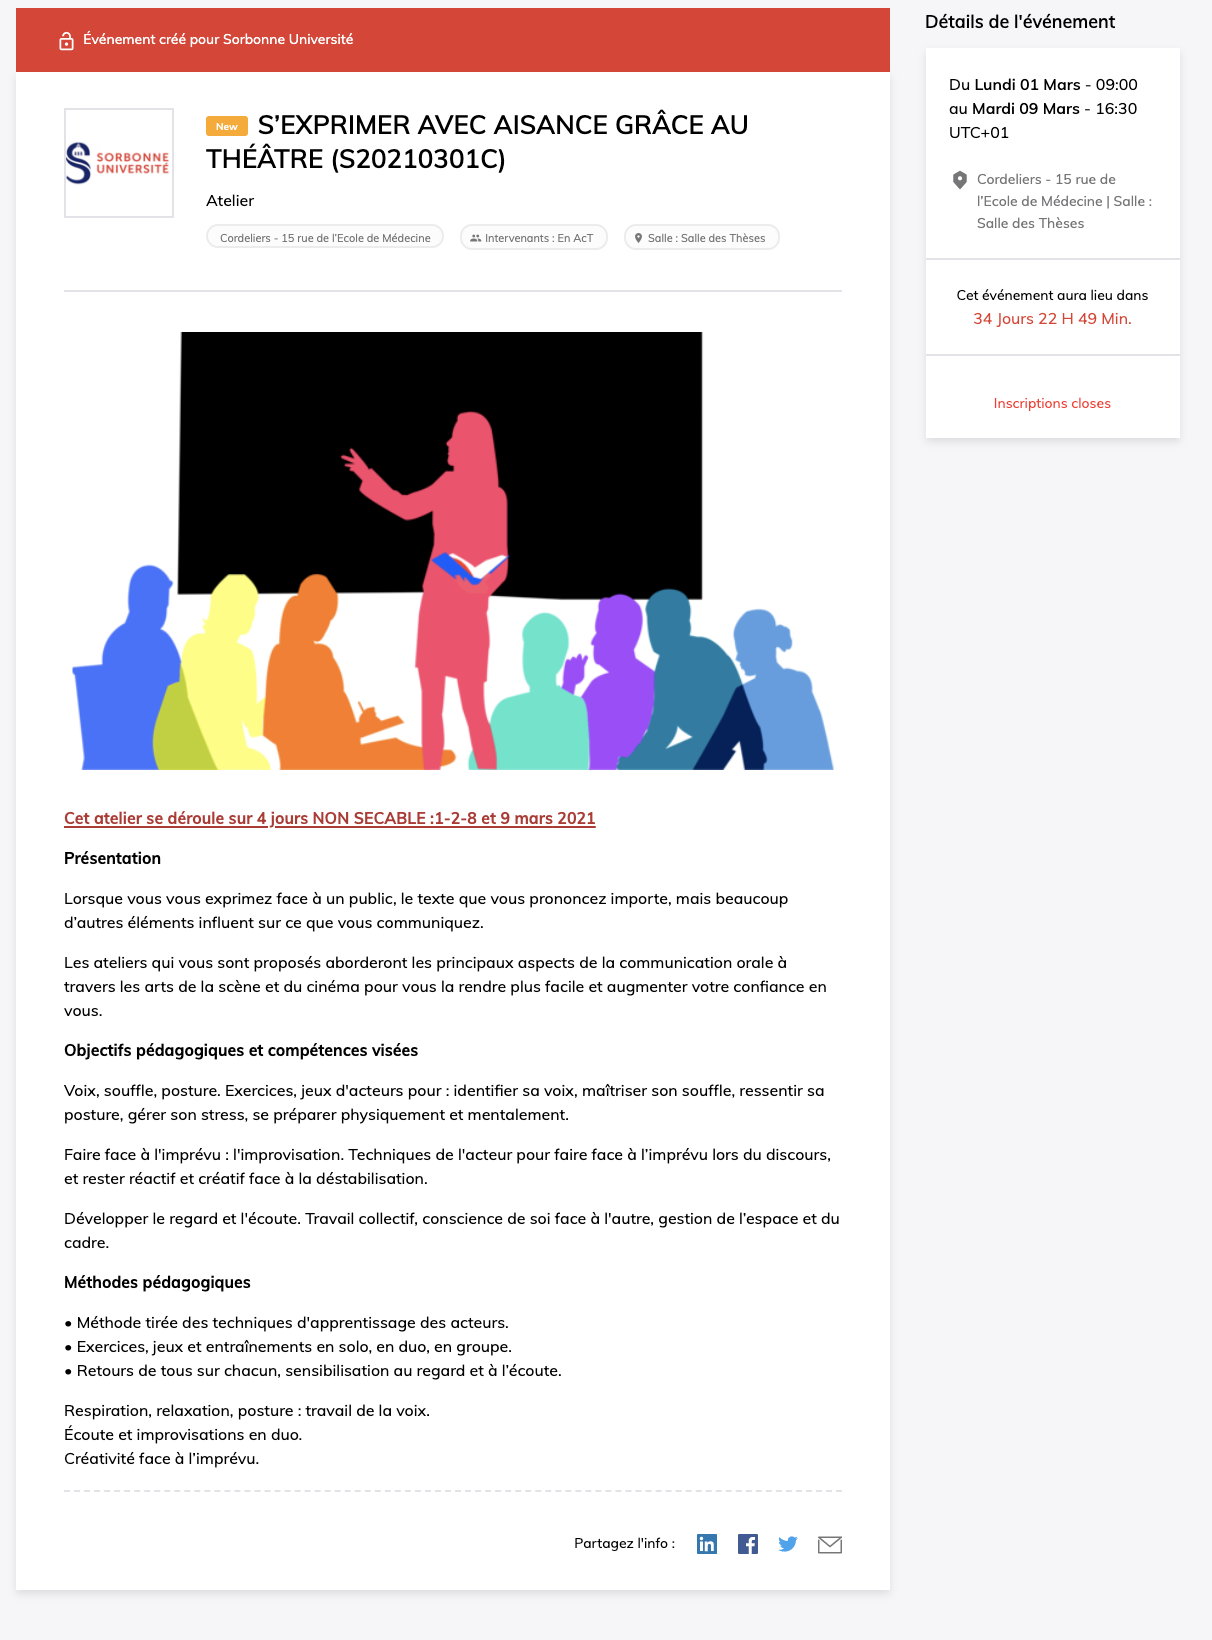 Événement créé pour Sorbonne Université
SORBONNE
UNIVERSITÉ
New S’EXPRIMER AVEC AISANCE GRÂCE AU
THÉÂTRE (S20210301C)
Atelier
Cordeliers - 15 rue de l’Ecole de Médecine
Intervenants : En AcT
Salle : Salle des Thèses
Cet atelier se déroule sur 4 jours NON SECABLE :1-2-8 et 9 mars 2021
Présentation
Lorsque vous vous exprimez face à un public, le texte que vous prononcez importe, mais beaucoup
d’autres éléments influent sur ce que vous communiquez.
Les ateliers qui vous sont proposés aborderont les principaux aspects de la communication orale à
travers les arts de la scène et du cinéma pour vous la rendre plus facile et augmenter votre confiance en
vous.
Objectifs pédagogiques et compétences visées
Voix, souffle, posture. Exercices, jeux d'acteurs pour : identifier sa voix, maîtriser son souffle, ressentir sa
posture, gérer son stress, se préparer physiquement et mentalement.
Faire face à l'imprévu : l'improvisation. Techniques de l'acteur pour faire face à l’imprévu lors du discours,
et rester réactif et créatif face à la déstabilisation.
Développer le regard et l'écoute. Travail collectif, conscience de soi face à l'autre, gestion de l’espace et du
cadre.
Méthodes pédagogiques
• Méthode tirée des techniques d'apprentissage des acteurs.
• Exercices, jeux et entraînements en solo, en duo, en groupe.
• Retours de tous sur chacun, sensibilisation au regard et à l’écoute.
Respiration, relaxation, posture : travail de la voix.
Écoute et improvisations en duo.
Créativité face à l’imprévu.
Partagez l'info :
Détails de l'événement
Du Lundi 01 Mars - 09:00
au Mardi 09 Mars - 16:30
UTC+01
Cordeliers - 15 rue de
l’Ecole de Médecine | Salle :
Salle des Thèses
Cet événement aura lieu dans
34 Jours 22 H 49 Min.
Inscriptions closes